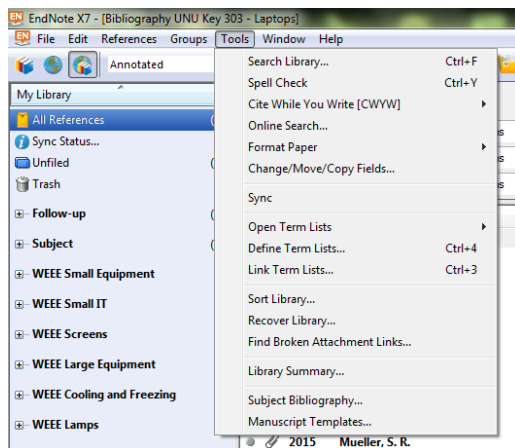 EndNote X7 - [Bibliography UNU Key 303 - Laptops]
File Edit References Groups Tools Window Help
Annotated
My Library
All References
Sync Status...
Unfiled
Trash
Follow-up
Subject
WEEE Small Equipment
WEEE Small IT
WEEE Screens
WEEE Large Equipment
WEEE Cooling and Freezing
WEEE Lamps
Search Library... Ctrl+F
Spell Check Ctrl+Y
Cite While You Write [CWYW]
Online Search...
Format Paper
Change/Move/Copy Fields...
Sync
Open Term Lists
Define Term Lists... Ctrl+4
Link Term Lists... Ctrl+3
Sort Library...
Recover Library...
Find Broken Attachment Links...
Library Summary...
Subject Bibliography...
Manuscript Templates...
2015 Mueller, S. R.